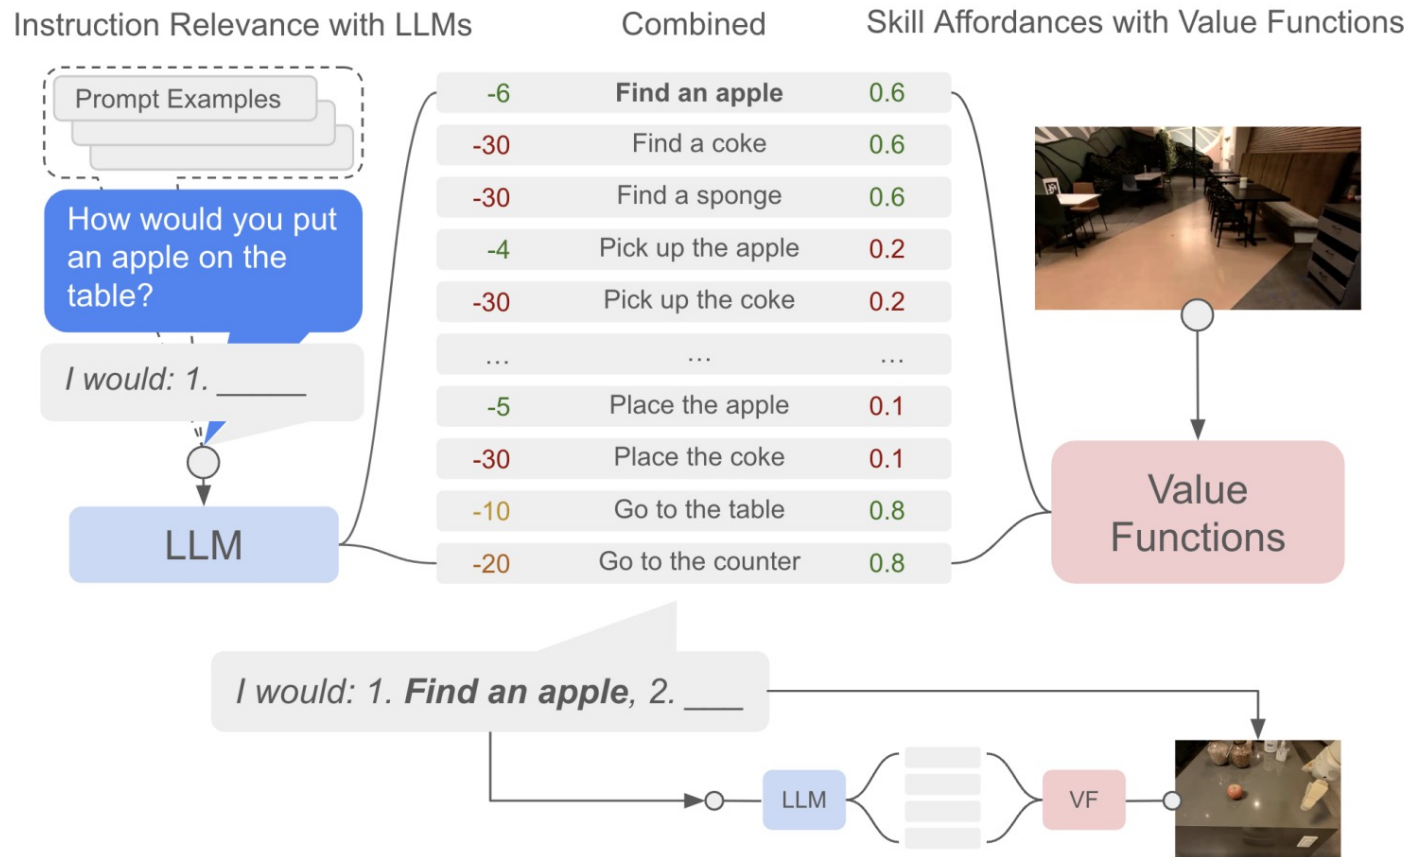 Instruction Relevance with LLMs
Combined
Skill Affordances with Value Functions
Prompt Examples
How would you put
an apple on the
table?
I would: 1. _____
LLM
-6 Find an apple 0.6
-30 Find a coke 0.6
-30 Find a sponge 0.6
-4 Pick up the apple 0.2
-30 Pick up the coke 0.2
... ... ...
-5 Place the apple 0.1
-30 Place the coke 0.1
-10 Go to the table 0.8
-20 Go to the counter 0.8
Value
Functions
I would: 1. Find an apple, 2. ___
LLM
VF